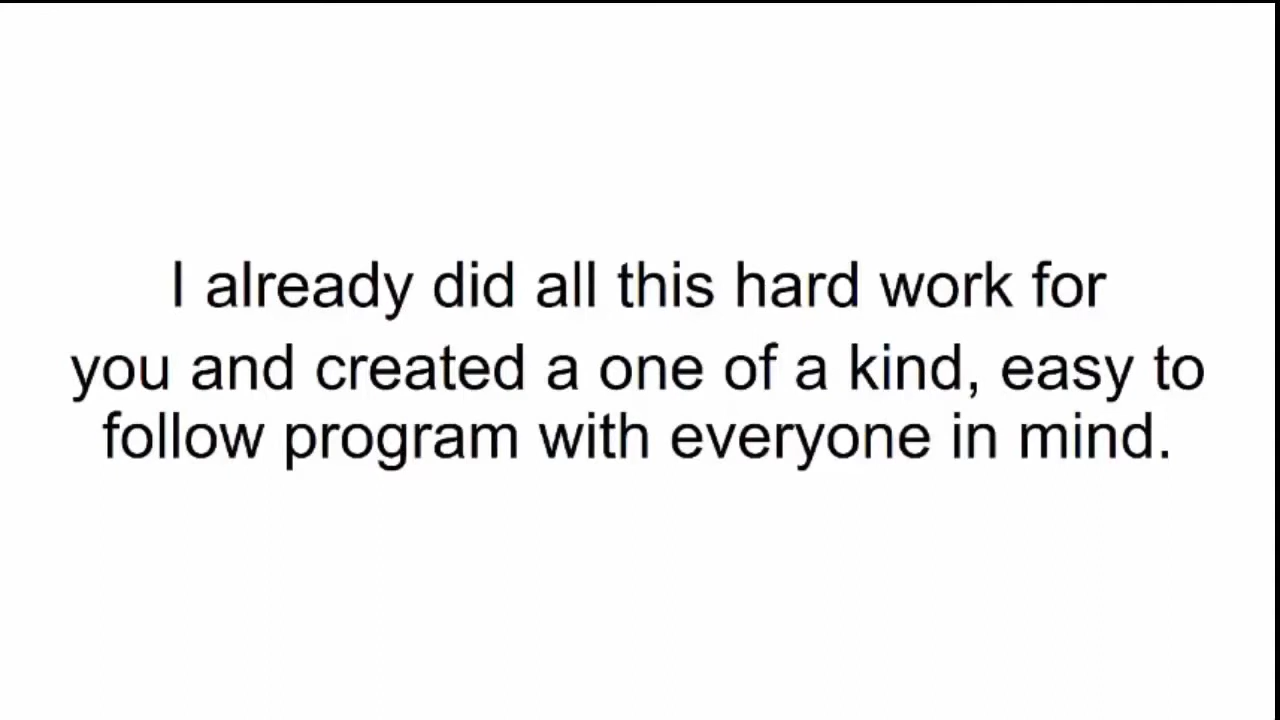 I already did all this hard work for
you and created a one of a kind, easy to
follow program with everyone in mind.